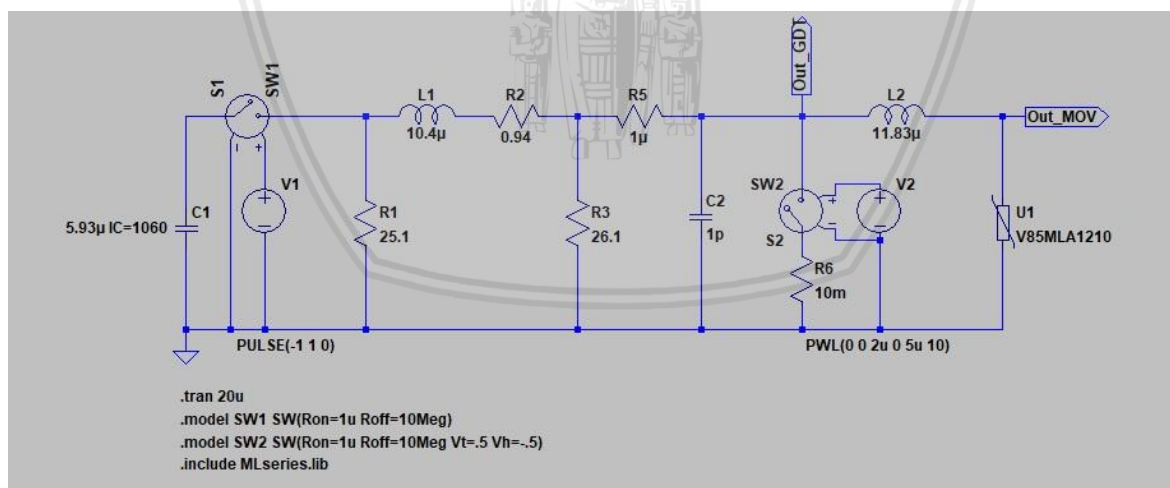 Out_GDT
S1
SW1
L1
10.4µ
R2
0.94
R5
1µ
L2
11.83µ
Out_MOV
C1
5.93µ IC=1060
V1
R1
25.1
R3
26.1
C2
1p
SW2
S2
V2
R6
10m
U1
V85MLA1210
PULSE(-1 1 0)
PWL(0 0 2u 0 5u 10)
.tran 20u
.model SW1 SW(Ron=1u Roff=10Meg)
.model SW2 SW(Ron=1u Roff=10Meg Vt=.5 Vh=-.5)
.include MLseries.lib